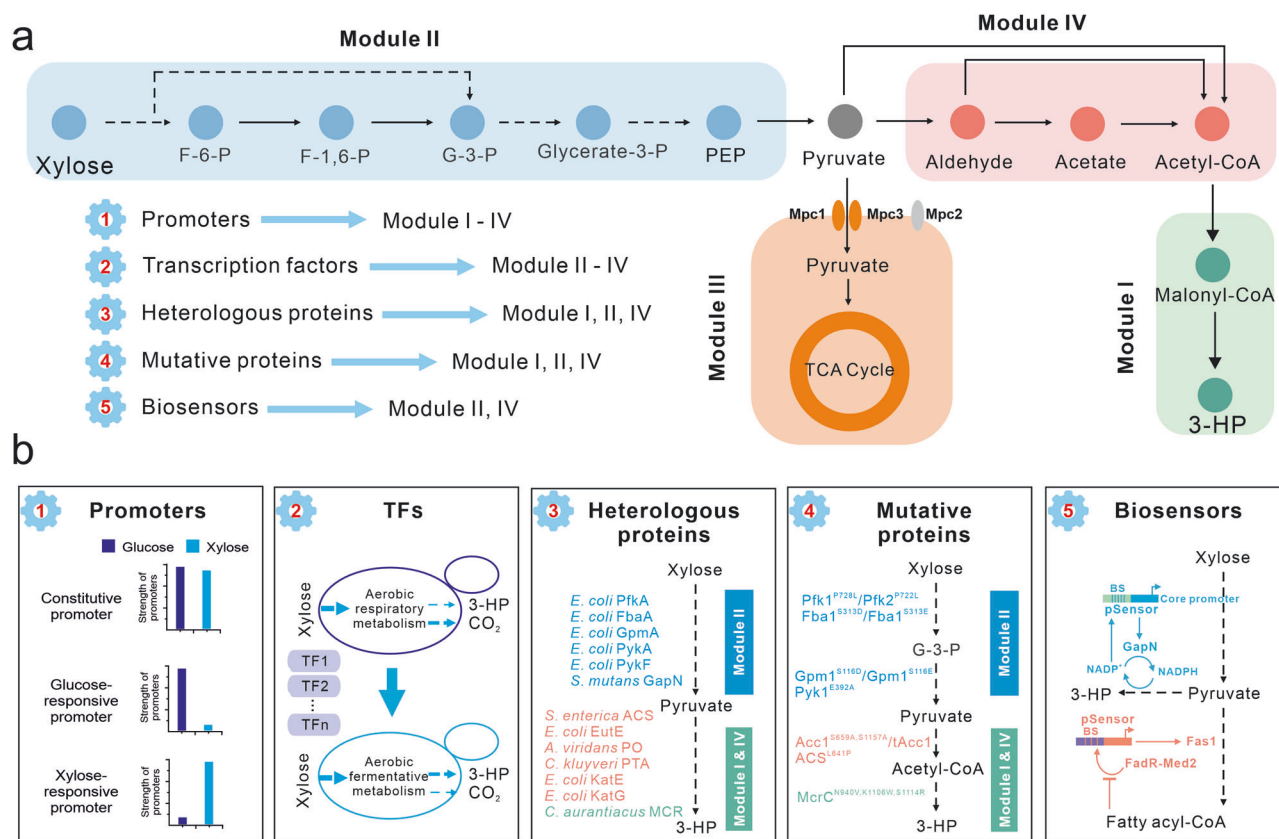 a
Module II
Module IV
Xylose
F-6-P
F-1,6-P
G-3-P
Glycerate-3-P
PEP
Pyruvate
Aldehyde
Acetate
Acetyl-CoA
1 Promoters Module I - IV
2 Transcription factors Module II - IV
3 Heterologous proteins Module I, II, IV
4 Mutative proteins Module I, II, IV
5 Biosensors Module II, IV
Mpc1
Mpc3
Mpc2
Pyruvate
TCA Cycle
Module III
Module I
Malonyl-CoA
3-HP
b
1 Promoters
Glucose
Xylose
Constitutive
promoter
Strength of
promoters
Glucose-
responsive
promoter
Strength of
promoters
Xylose-
responsive
promoter
Strength of
promoters
2 TFs
Xylose
Aerobic
respiratory
metabolism
3-HP
CO2
TF1
TF2
⋮
TFn
Xylose
Aerobic
fermentative
metabolism
3-HP
CO2
3 Heterologous
proteins
Xylose
E. coli PfkA
E. coli FbaA
E. coli GpmA
E. coli PykA
E. coli PykF
S. mutans GapN
Module II
Pyruvate
S. enterica ACS
E. coli EutE
A. viridans PO
C. kluyveri PTA
E. coli KatE
E. coli KatG
C. aurantiacus MCR
Module I & IV
3-HP
4 Mutative
proteins
Xylose
Pfk1P728L/Pfk2P722L
Fba1S313D/Fba1S313E
G-3-P
Gpm1S116D/Gpm1S116E
Pyk1E392A
Module II
Pyruvate
Acc1S659A,S1157A/tAcc1
ACSL641P
Acetyl-CoA
McrCN940V,K1106W,S1114R
Module I & IV
3-HP
5 Biosensors
Xylose
BS
Core promoter
pSensor
GapN
NADP+
NADPH
3-HP
Pyruvate
pSensor
BS
Fas1
FadR-Med2
Fatty acyl-CoA